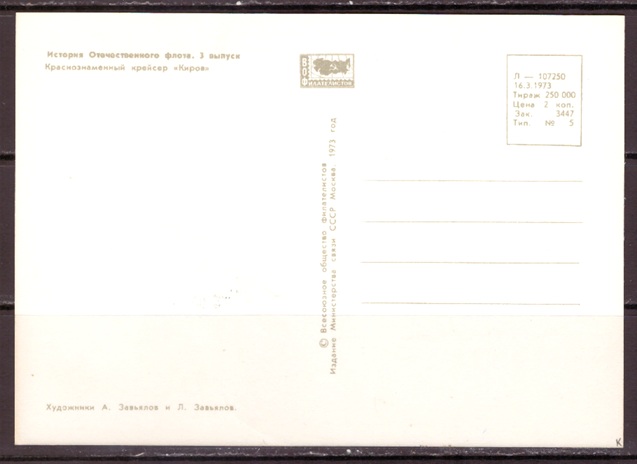 История Отечественного флота. 3 выпуск
Краснознаменный крейсер «Киров»
ВОФ
ФИЛАТЕЛИСТОВ
Л — 107250
16.3.1973
Тираж 250 000
Цена 2 коп.
Зак. 3447
Тип. № 5
© Всесоюзное общество филателистов
Издание Министерства связи СССР Москва. 1973 год
Художники А. Завьялов и Л. Завьялов.
К